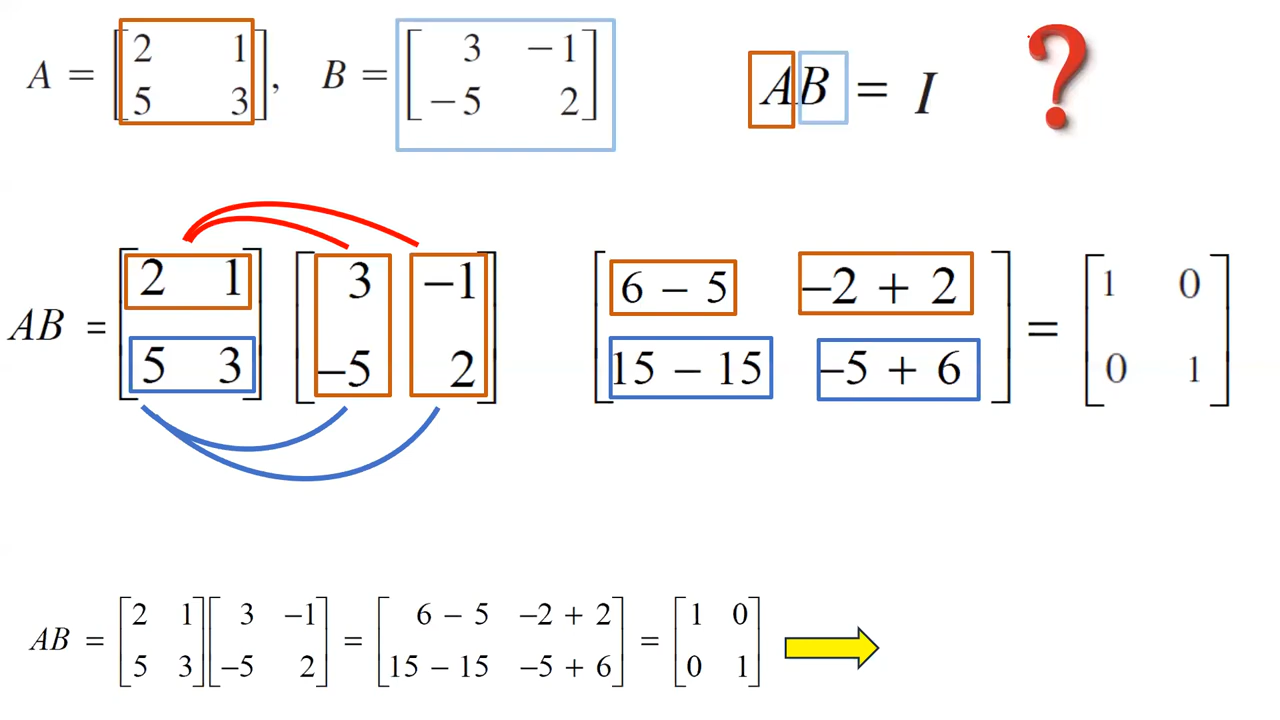 A = [2 1 5 3], B = [3 −1 −5 2]
AB = I ?
AB = [2 1 5 3] [3 −1 −5 2] [6 − 5 −2 + 2 15 − 15 −5 + 6] = [1 0 0 1]
AB = [2 1 5 3] [3 −1 −5 2] = [6 − 5 −2 + 2 15 − 15 −5 + 6] = [1 0 0 1]